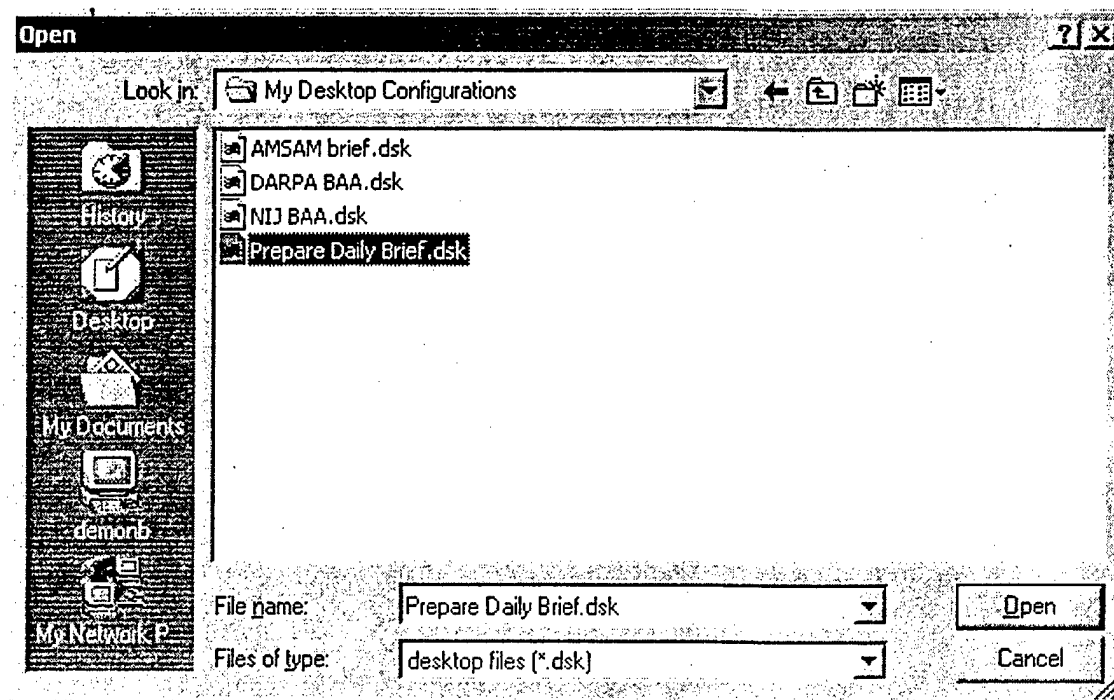 Open
Look in: My Desktop Configurations
AMSAM brief.dsk
DARPA BAA.dsk
NIJ BAA.dsk
Prepare Daily Brief.dsk
History
Desktop
My Documents
demonb
My Network P...
File name: Prepare Daily Brief.dsk Open
Files of type: desktop files (*.dsk) Cancel